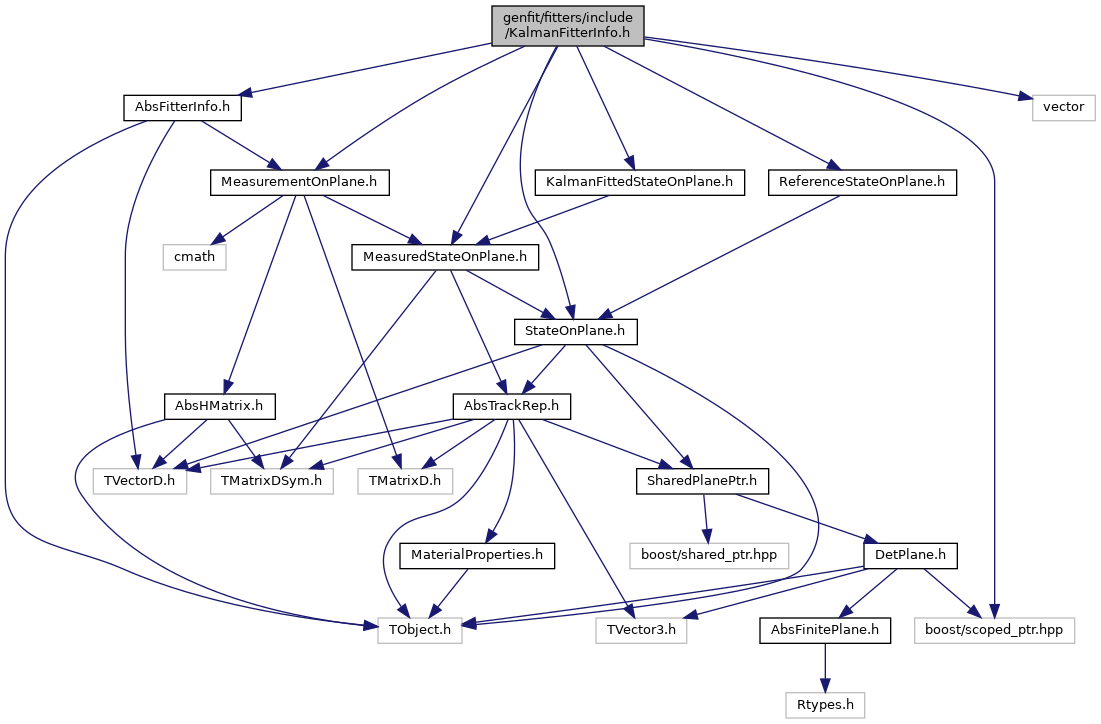 genfit/fitters/include
/KalmanFitterInfo.h
AbsFitterInfo.h
vector
MeasurementOnPlane.h
KalmanFittedStateOnPlane.h
ReferenceStateOnPlane.h
cmath
MeasuredStateOnPlane.h
StateOnPlane.h
AbsHMatrix.h
AbsTrackRep.h
TVectorD.h
TMatrixDSym.h
TMatrixD.h
SharedPlanePtr.h
MaterialProperties.h
boost/shared_ptr.hpp
DetPlane.h
TObject.h
TVector3.h
AbsFinitePlane.h
boost/scoped_ptr.hpp
Rtypes.h